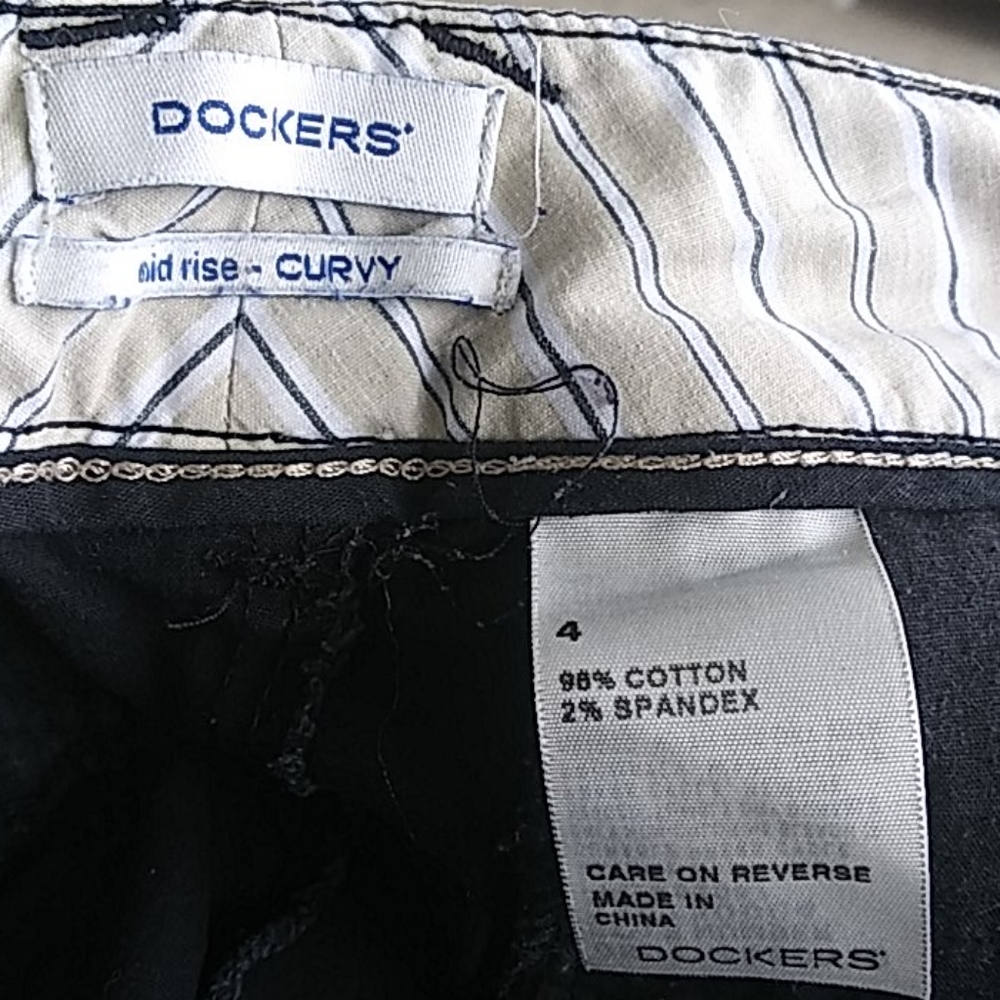 DOCKERS®
mid rise - CURVY
4
98% COTTON
2% SPANDEX
CARE ON REVERSE
MADE IN
CHINA
DOCKERS®